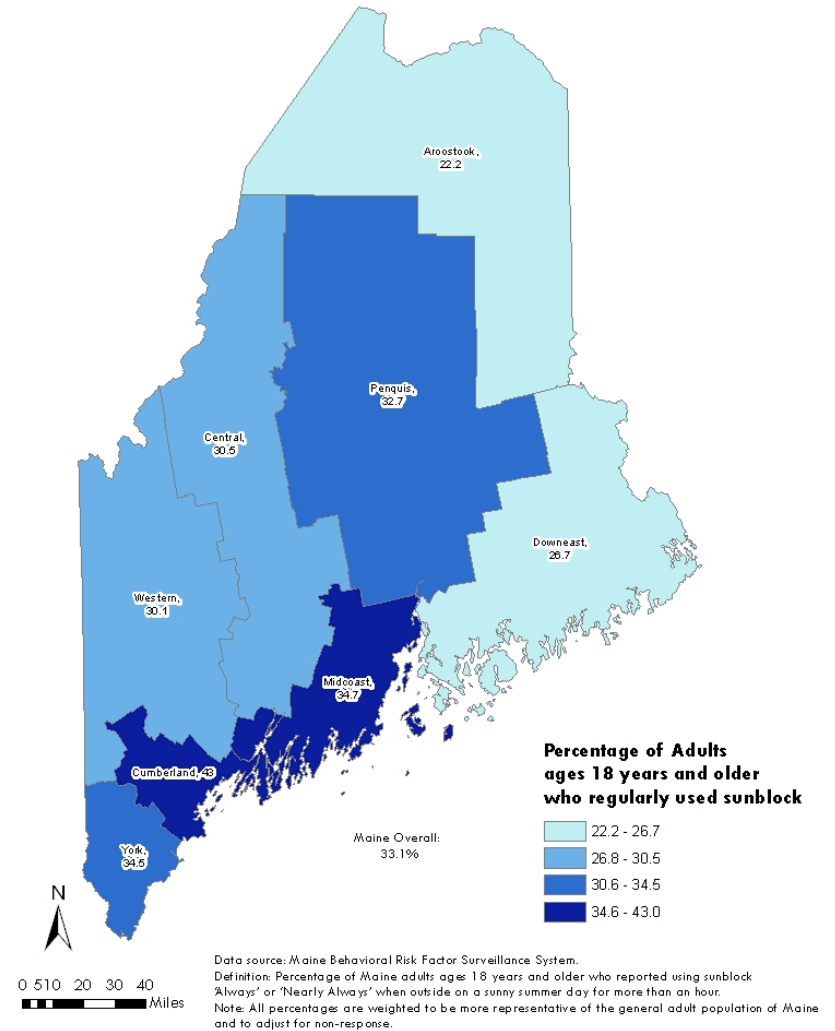 Aroostook,
22.2
Penquis,
32.7
Central,
30.5
Downeast,
26.7
Western,
30.1
Midcoast,
34.7
Cumberland, 43
York,
34.5
Maine Overall:
33.1%
Percentage of Adults
ages 18 years and older
who regularly used sunblock
22.2 - 26.7
26.8 - 30.5
30.6 - 34.5
34.6 - 43.0
N
0 510 20 30 40
Miles
Data source: Maine Behavioral Risk Factor Surveillance System.
Definition: Percentage of Maine adults ages 18 years and older who reported using sunblock
'Always' or 'Nearly Always' when outside on a sunny summer day for more than an hour.
Note: All percentages are weighted to be more representative of the general adult population of Maine
and to adjust for non-response.